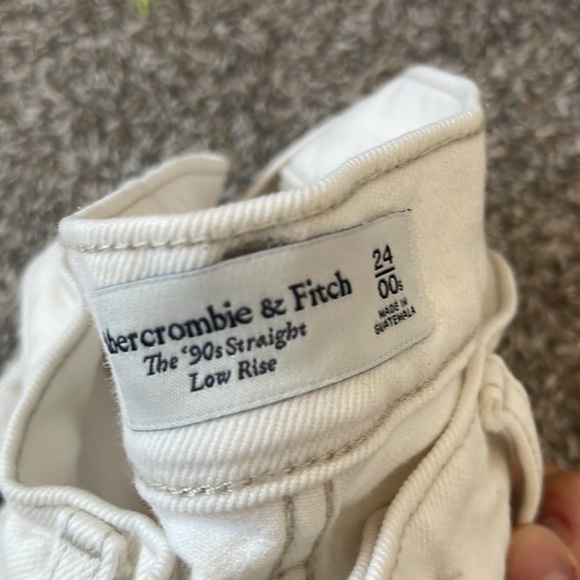 Abercrombie & Fitch
The '90s Straight
Low Rise
24
00s
MADE IN
GUATEMALA